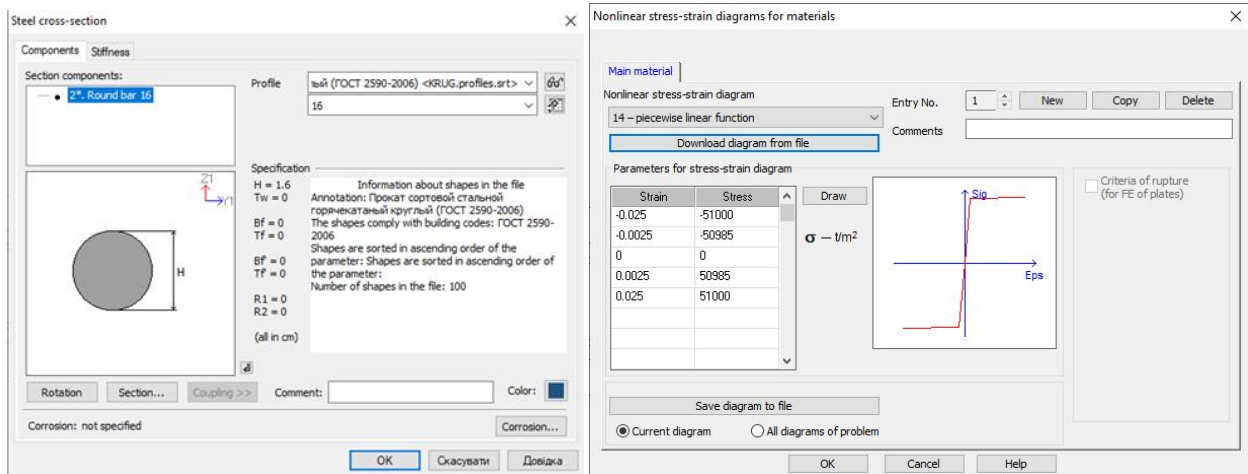 Steel cross-section
Components
Stiffness
Section components:
2*. Round bar 16
Profile
ый (ГОСТ 2590-2006) <KRUG.profiles.srt>
16
Z1
Y1
H
Specification
H = 1.6
Tw = 0
Bf = 0
Tf = 0
Bf' = 0
Tf' = 0
R1 = 0
R2 = 0
(all in cm)
Information about shapes in the file
Annotation: Прокат сортовой стальной
горячекатаный круглый (ГОСТ 2590-2006)
The shapes comply with building codes: ГОСТ 2590-
2006
Shapes are sorted in ascending order of the
parameter: Shapes are sorted in ascending order of
the parameter:
Number of shapes in the file: 100
Rotation
Section...
Coupling >>
Comment:
Color:
Corrosion: not specified
Corrosion...
OK
Скасувати
Довідка
Nonlinear stress-strain diagrams for materials
Main material
Nonlinear stress-strain diagram
14 – piecewise linear function
Download diagram from file
Entry No.
1
New
Copy
Delete
Comments
Parameters for stress-strain diagram
Strain Stress
-0.025 -51000
-0.0025 -50985
0 0
0.0025 50985
0.025 51000
Draw
σ – t/m²
Sig
Eps
Criteria of rupture
(for FE of plates)
Save diagram to file
Current diagram
All diagrams of problem
OK
Cancel
Help